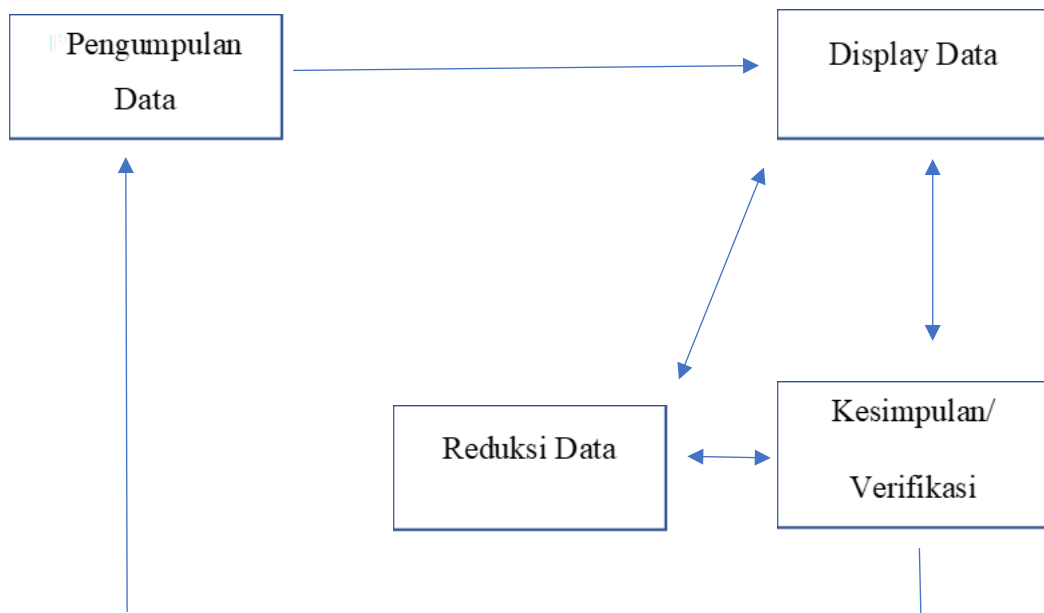 Pengumpulan
Data
Display Data
Reduksi Data
Kesimpulan/
Verifikasi